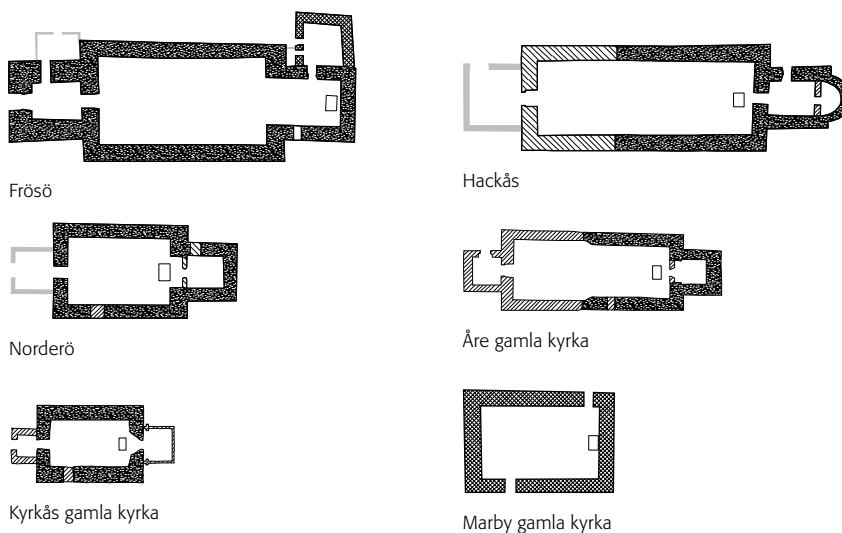 Frösö
Hackås
Norderö
Åre gamla kyrka
Kyrkås gamla kyrka
Marby gamla kyrka